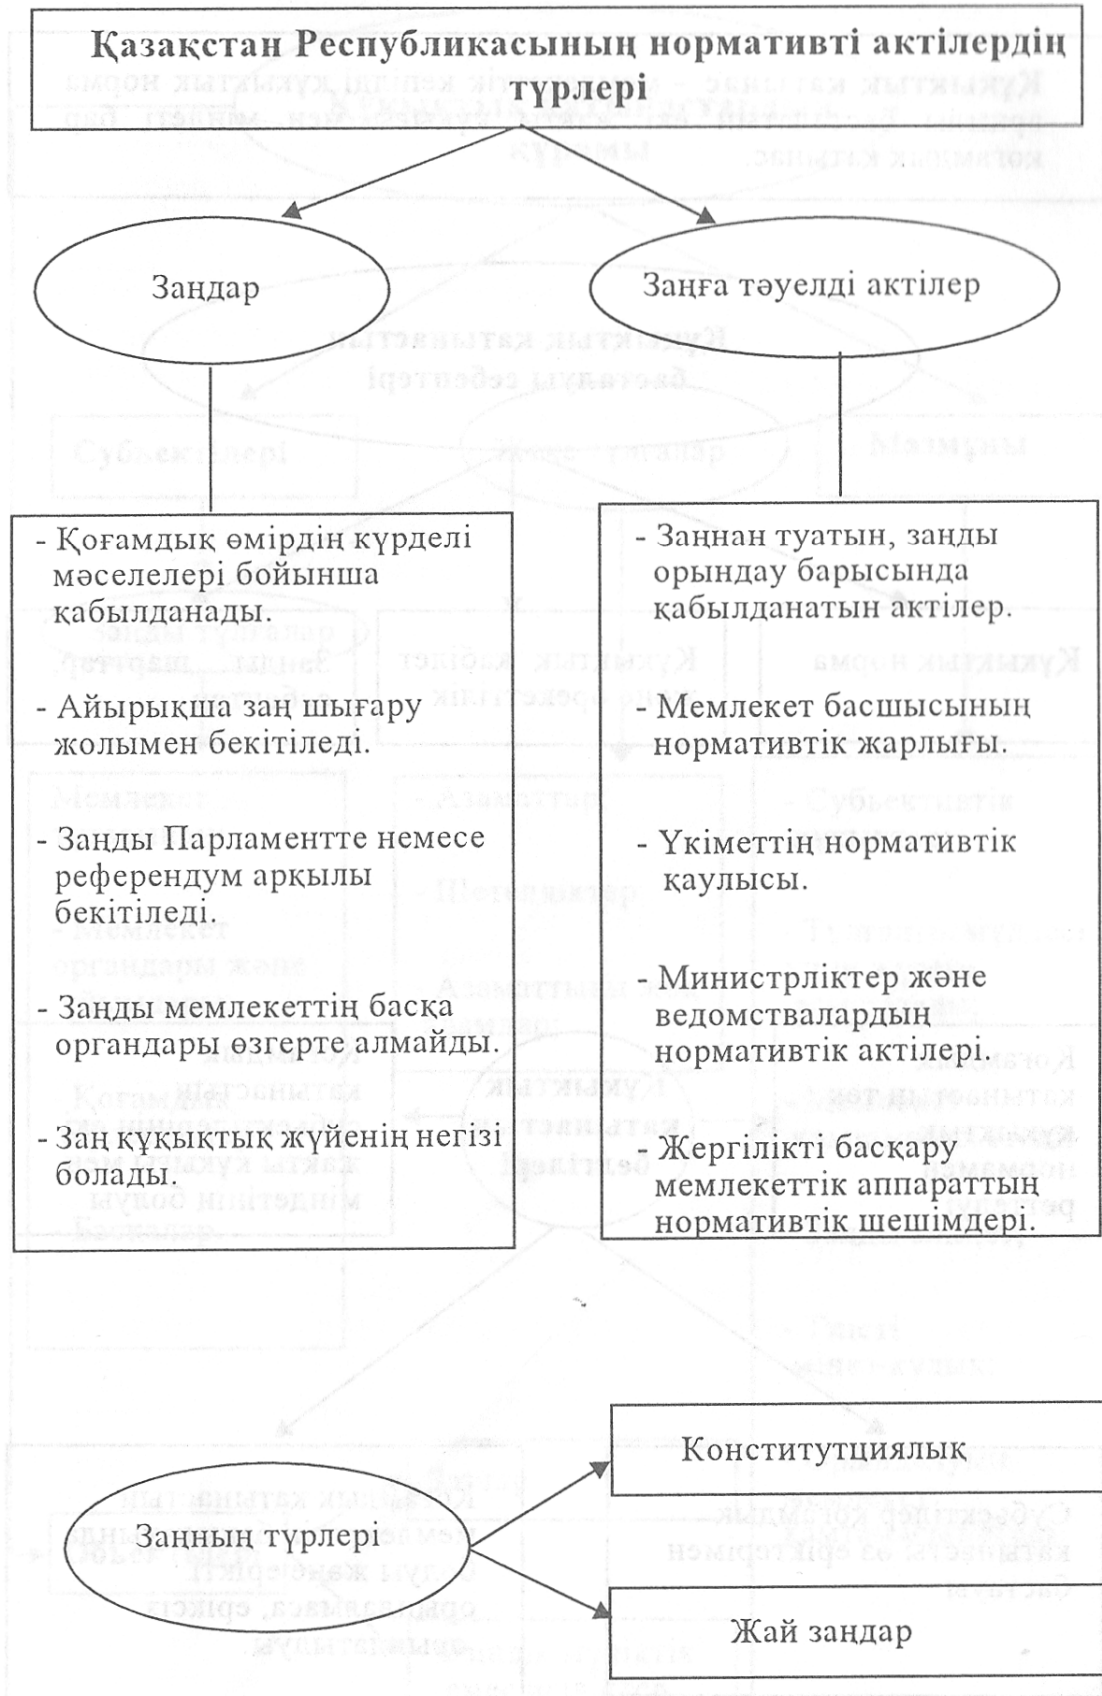 Қазақстан Республикасының нормативті актілердің
түрлері
Заңдар
Заңға тәуелді актілер
- Қоғамдық өмірдің күрделі
мәселелері бойынша
қабылданады.
- Айырықша заң шығару
жолымен бекітіледі.
- Заңды Парламентте немесе
референдум арқылы
бекітіледі.
- Заңды мемлекеттің басқа
органдары өзгерте алмайды.
- Заң құқықтық жүйенің негізі
болады.
- Заңнан туатын, заңды
орындау барысында
қабылданатын актілер.
- Мемлекет басшысының
нормативтік жарлығы.
- Үкіметтің нормативтік
қаулысы.
- Министрліктер және
ведомствалардың
нормативтік актілері.
- Жергілікті басқару
мемлекеттік аппараттың
нормативтік шешімдері.
Заңның түрлері
Конститутциялық
Жай заңдар